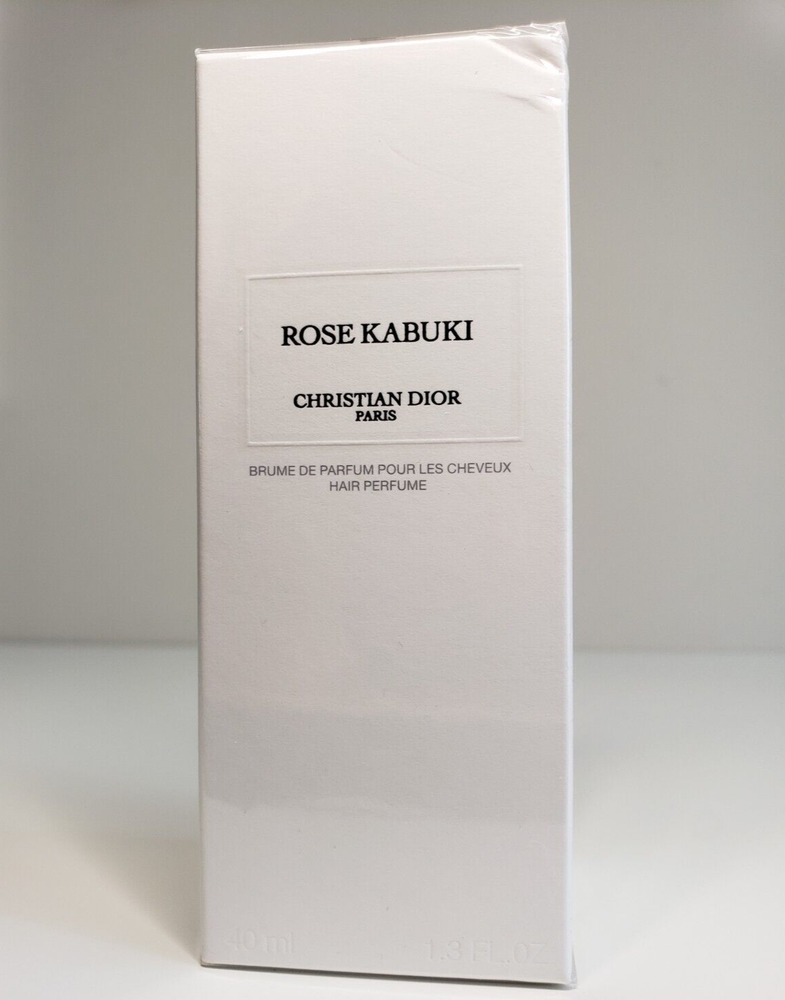 ROSE KABUKI
CHRISTIAN DIOR
PARIS
BRUME DE PARFUM POUR LES CHEVEUX
HAIR PERFUME
40 ml 1.3 FL.OZ